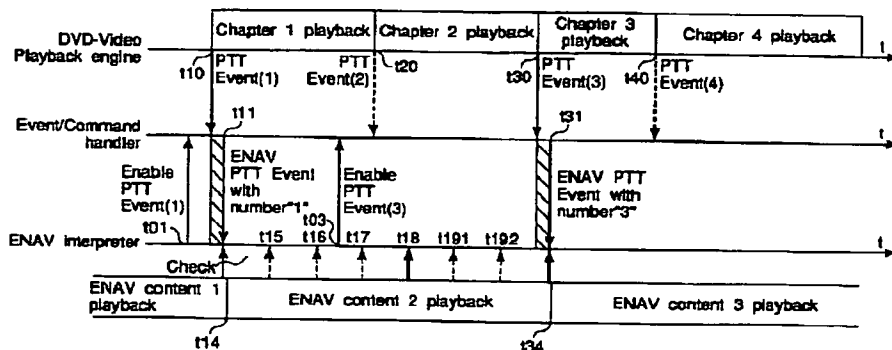 Chapter 1 playback
Chapter 2 playback
Chapter 3
playback
Chapter 4 playback
DVD-Video
Playback engine
t
t10
PTT
Event(1)
PTT
Event(2)
t20
t30
PTT
Event(3)
t40
PTT
Event(4)
t11
t31
Event/Command
handler
t
Enable
PTT
Event(1)
ENAV
PTT Event
with
number"1"
Enable
PTT
Event(3)
ENAV PTT
Event with
number"3"
t01
t03
ENAV interpreter
t15
t16
t17
t18
t191
t192
t
Check
ENAV content 1
playback
ENAV content 2 playback
ENAV content 3 playback
t14
t34